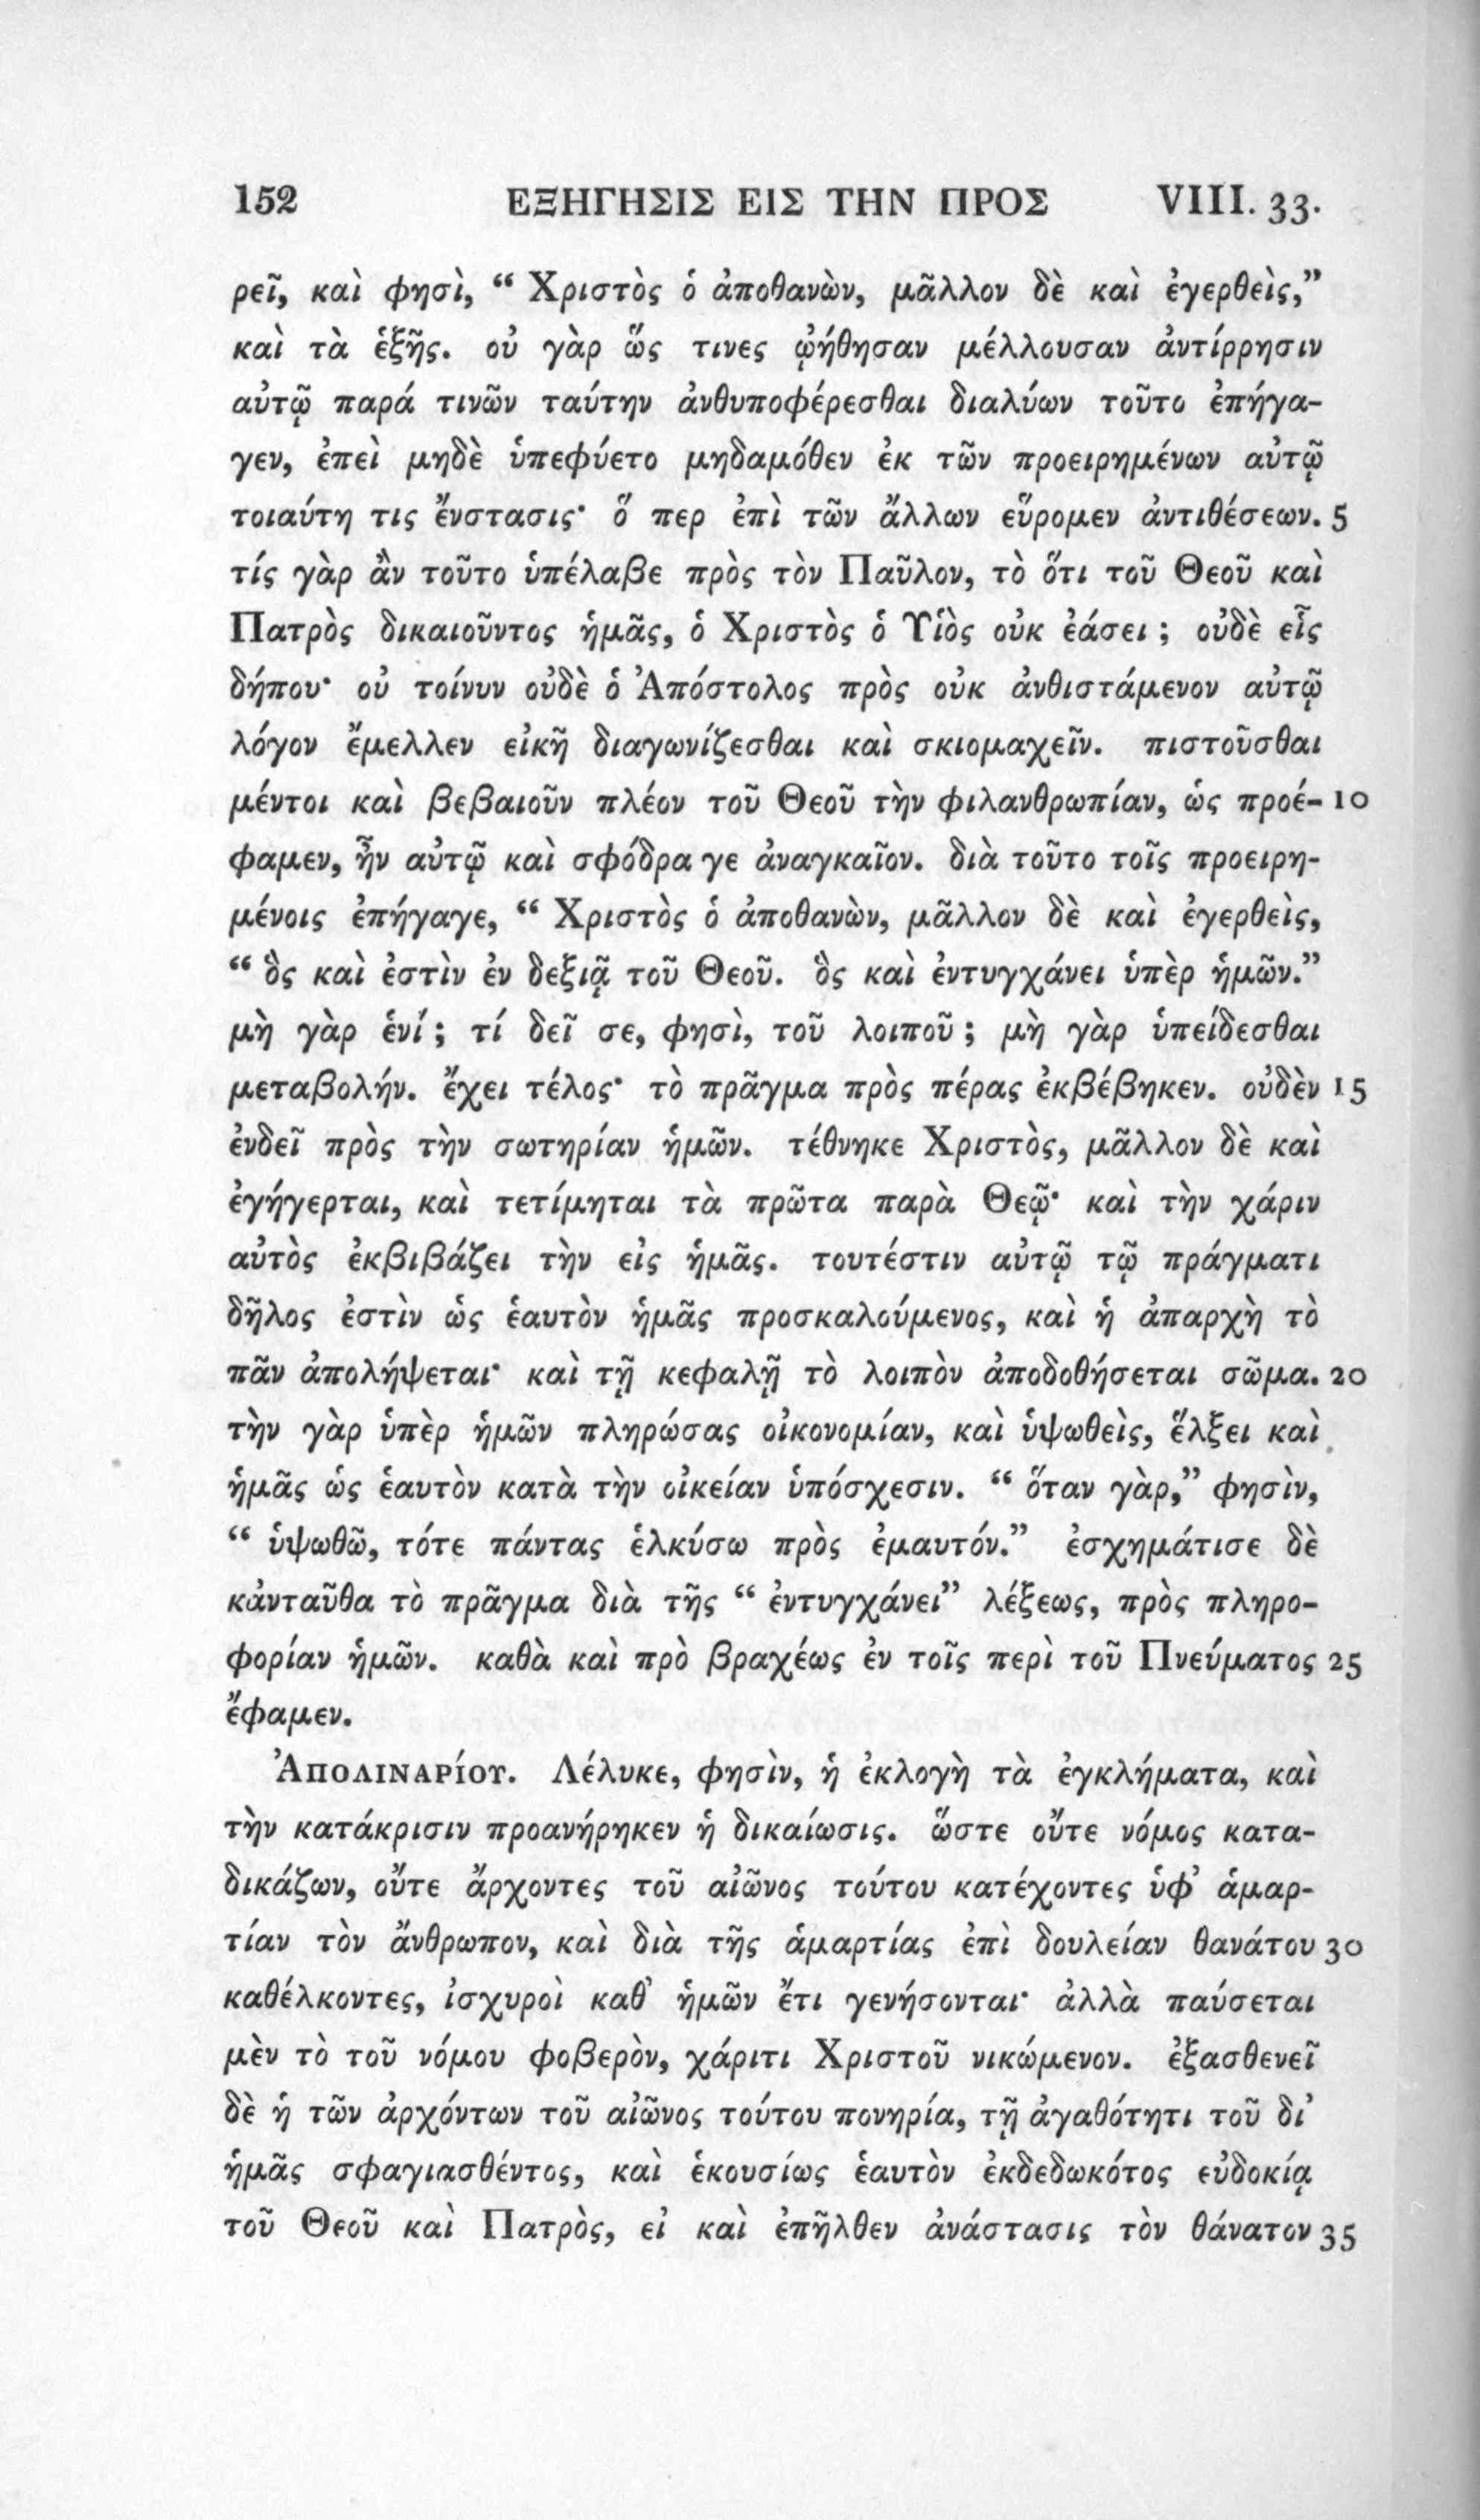 152 ΕΞΗΓΗΣΙΣ ΕΙΣ ΤΗΝ ΠΡΟΣ VIII. 33.
ρεῖ, καὶ φησὶ, “ Χριστὸς ὁ ἀποθανὼν, μᾶλλον δὲ καὶ ἐγερθεὶς,”
καὶ τὰ ἑξῆς. οὐ γὰρ ὥς τινες ᾠήθησαν μέλλουσαν ἀντίρρησιν
αὐτῷ παρά τινῶν ταύτην ἀνθυποφέρεσθαι διαλύων τοῦτο ἐπήγα-
γεν, ἐπεὶ μηδὲ ὑπεφύετο μηδαμόθεν ἐκ τῶν προειρημένων αὐτῷ
τοιαύτη τις ἔνστασις· ὅ περ ἐπὶ τῶν ἄλλων εὕρομεν ἀντιθέσεων. 5
τίς γὰρ ἂν τοῦτο ὑπέλαβε πρὸς τὸν Παῦλον, τὸ ὅτι τοῦ Θεοῦ καὶ
Πατρὸς δικαιοῦντος ἡμᾶς, ὁ Χριστὸς ὁ Υἱὸς οὐκ ἐάσει ; οὐδὲ εἷς
δήπου· οὐ τοίνυν οὐδὲ ὁ Ἀπόστολος πρὸς οὐκ ἀνθιστάμενον αὐτῷ
λόγον ἔμελλεν εἰκῆ διαγωνίζεσθαι καὶ σκιομαχεῖν. πιστοῦσθαι
μέντοι καὶ βεβαιοῦν πλέον τοῦ Θεοῦ τὴν φιλανθρωπίαν, ὡς προέ- 10
φαμεν, ἦν αὐτῷ καὶ σφόδρα γε ἀναγκαῖον. διὰ τοῦτο τοῖς προειρη-
μένοις ἐπήγαγε, “ Χριστὸς ὁ ἀποθανὼν, μᾶλλον δὲ καὶ ἐγερθεὶς,
“ ὃς καὶ ἐστὶν ἐν δεξιᾷ τοῦ Θεοῦ. ὃς καὶ ἐντυγχάνει ὑπὲρ ἡμῶν.”
μὴ γὰρ ἑνί ; τί δεῖ σε, φησὶ, τοῦ λοιποῦ ; μὴ γὰρ ὑπείδεσθαι
μεταβολήν. ἔχει τέλος· τὸ πρᾶγμα πρὸς πέρας ἐκβέβηκεν. οὐδὲν 15
ἐνδεῖ πρὸς τὴν σωτηρίαν ἡμῶν. τέθνηκε Χριστὸς, μᾶλλον δὲ καὶ
ἐγήγερται, καὶ τετίμηται τὰ πρῶτα παρὰ Θεῷ· καὶ τὴν χάριν
αὐτὸς ἐκβιβάζει τὴν εἰς ἡμᾶς. τουτέστιν αὐτῷ τῷ πράγματι
δῆλος ἐστὶν ὡς ἑαυτὸν ἡμᾶς προσκαλούμενος, καὶ ἡ ἀπαρχὴ τὸ
πᾶν ἀπολήψεται· καὶ τῇ κεφαλῇ τὸ λοιπὸν ἀποδοθήσεται σῶμα. 20
τὴν γὰρ ὑπὲρ ἡμῶν πληρώσας οἰκονομίαν, καὶ ὑψωθεὶς, ἕλξει καὶ
ἡμᾶς ὡς ἑαυτὸν κατὰ τὴν οἰκείαν ὑπόσχεσιν. “ ὅταν γὰρ,” φησὶν,
“ ὑψωθῶ, τότε πάντας ἑλκύσω πρὸς ἐμαυτόν.” ἐσχημάτισε δὲ
κἀνταῦθα τὸ πρᾶγμα διὰ τῆς “ ἐντυγχάνει” λέξεως, πρὸς πληρο-
φορίαν ἡμῶν. καθὰ καὶ πρὸ βραχέως ἐν τοῖς περὶ τοῦ Πνεύματος 25
ἔφαμεν.
Ἀπολιναρίου. Λέλυκε, φησὶν, ἡ ἐκλογὴ τὰ ἐγκλήματα, καὶ
τὴν κατάκρισιν προανήρηκεν ἡ δικαίωσις. ὥστε οὔτε νόμος κατα-
δικάζων, οὔτε ἄρχοντες τοῦ αἰῶνος τούτου κατέχοντες ὑφ’ ἁμαρ-
τίαν τὸν ἄνθρωπον, καὶ διὰ τῆς ἁμαρτίας ἐπὶ δουλείαν θανάτου 30
καθέλκοντες, ἰσχυροὶ καθ’ ἡμῶν ἔτι γενήσονται· ἀλλὰ παύσεται
μὲν τὸ τοῦ νόμου φοβερὸν, χάριτι Χριστοῦ νικώμενον. ἐξασθενεῖ
δὲ ἡ τῶν ἀρχόντων τοῦ αἰῶνος τούτου πονηρία, τῇ ἀγαθότητι τοῦ δι’
ἡμᾶς σφαγιασθέντος, καὶ ἑκουσίως ἑαυτὸν ἐκδεδωκότος εὐδοκίᾳ
τοῦ Θεοῦ καὶ Πατρὸς, εἰ καὶ ἐπῆλθεν ἀνάστασις τὸν θάνατον 35